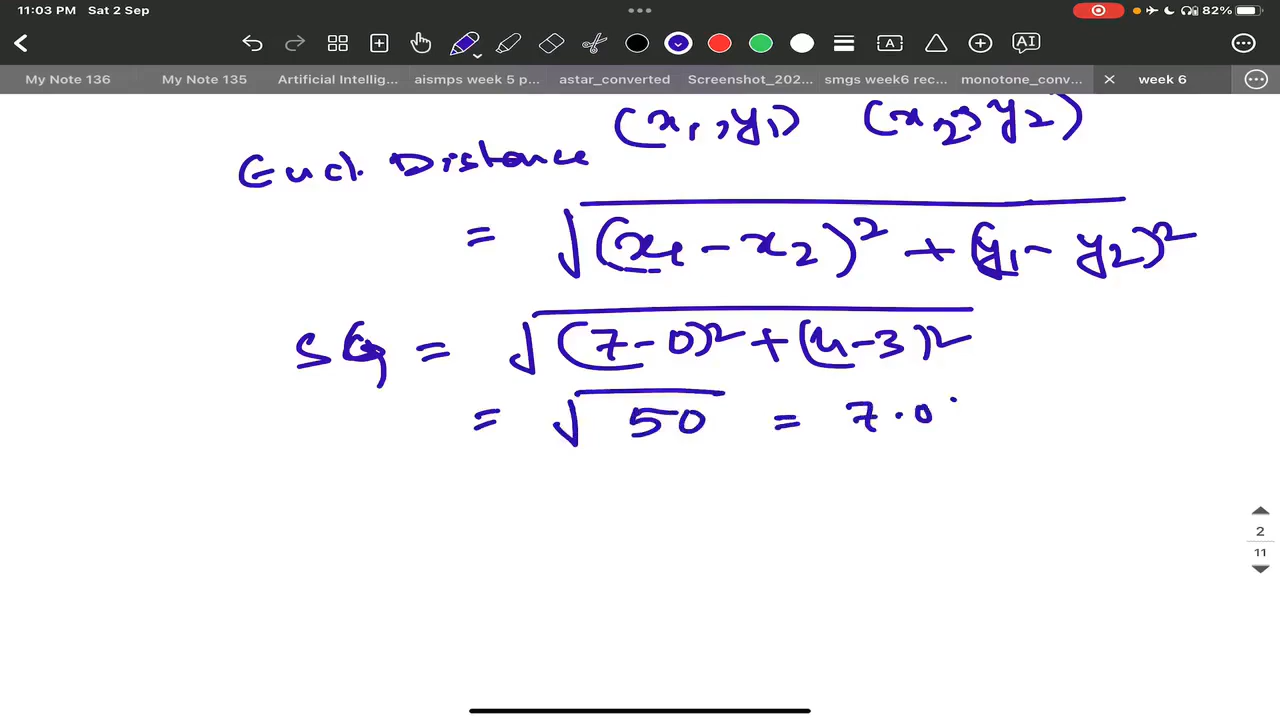 11:03 PM Sat 2 Sep 82%
AI
My Note 136 My Note 135 Artificial Intellig... aismps week 5 p... astar_converted Screenshot_202... smgs week6 rec... monotone_conv... week 6
(x1, y1) (x2, y2)
Eucl. Distance
= √(x1 - x2)² + (y1 - y2)²
SG = √(7-0)² + (4-3)²
= √50 = 7.0
2
11